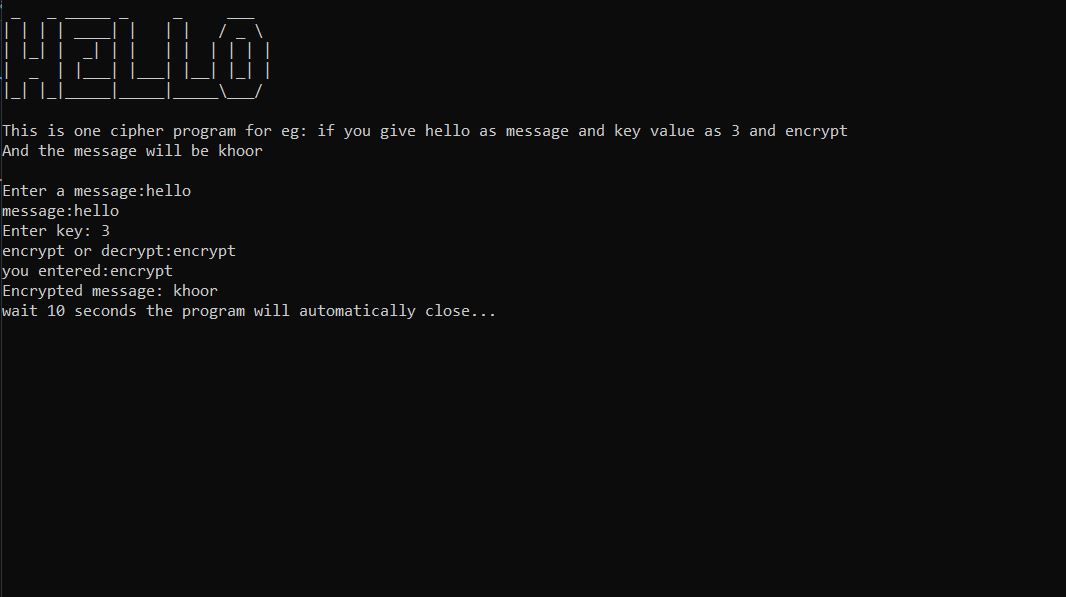 HELLO
This is one cipher program for eg: if you give hello as message and key value as 3 and encrypt
And the message will be khoor
Enter a message:hello
message:hello
Enter key: 3
encrypt or decrypt:encrypt
you entered:encrypt
Encrypted message: khoor
wait 10 seconds the program will automatically close...